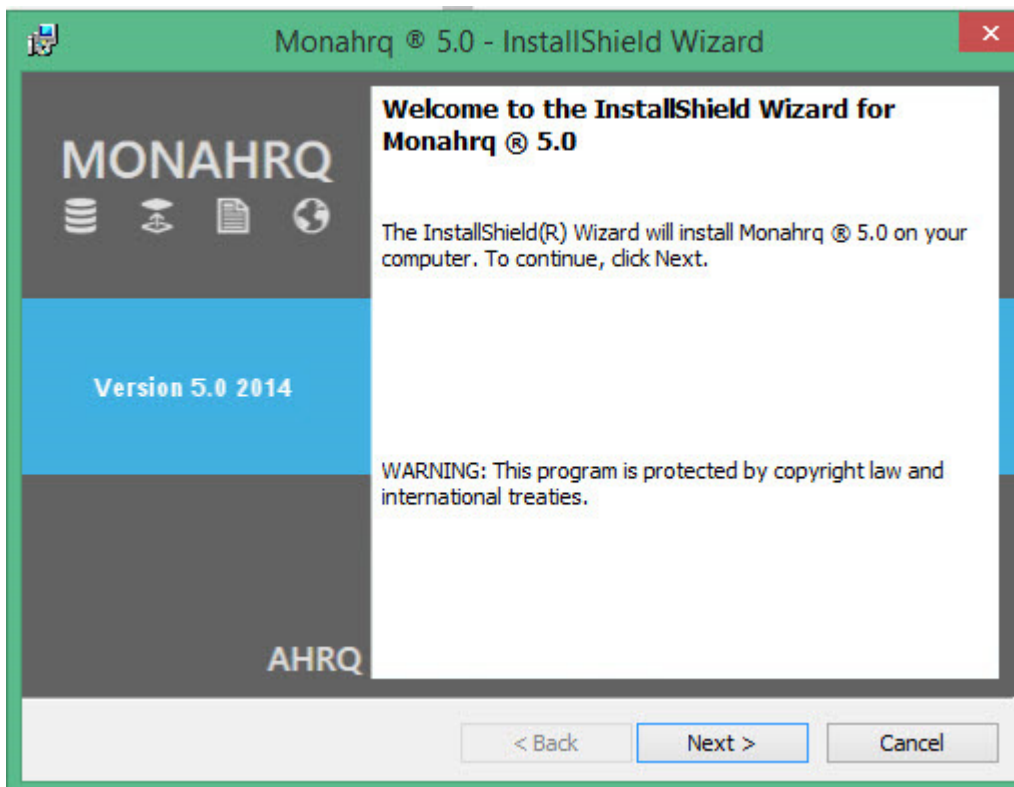 Monahrq ® 5.0 - InstallShield Wizard
MONAHRQ
Version 5.0 2014
AHRQ
Welcome to the InstallShield Wizard for
Monahrq ® 5.0
The InstallShield(R) Wizard will install Monahrq ® 5.0 on your
computer. To continue, click Next.
WARNING: This program is protected by copyright law and
international treaties.
< Back
Next >
Cancel